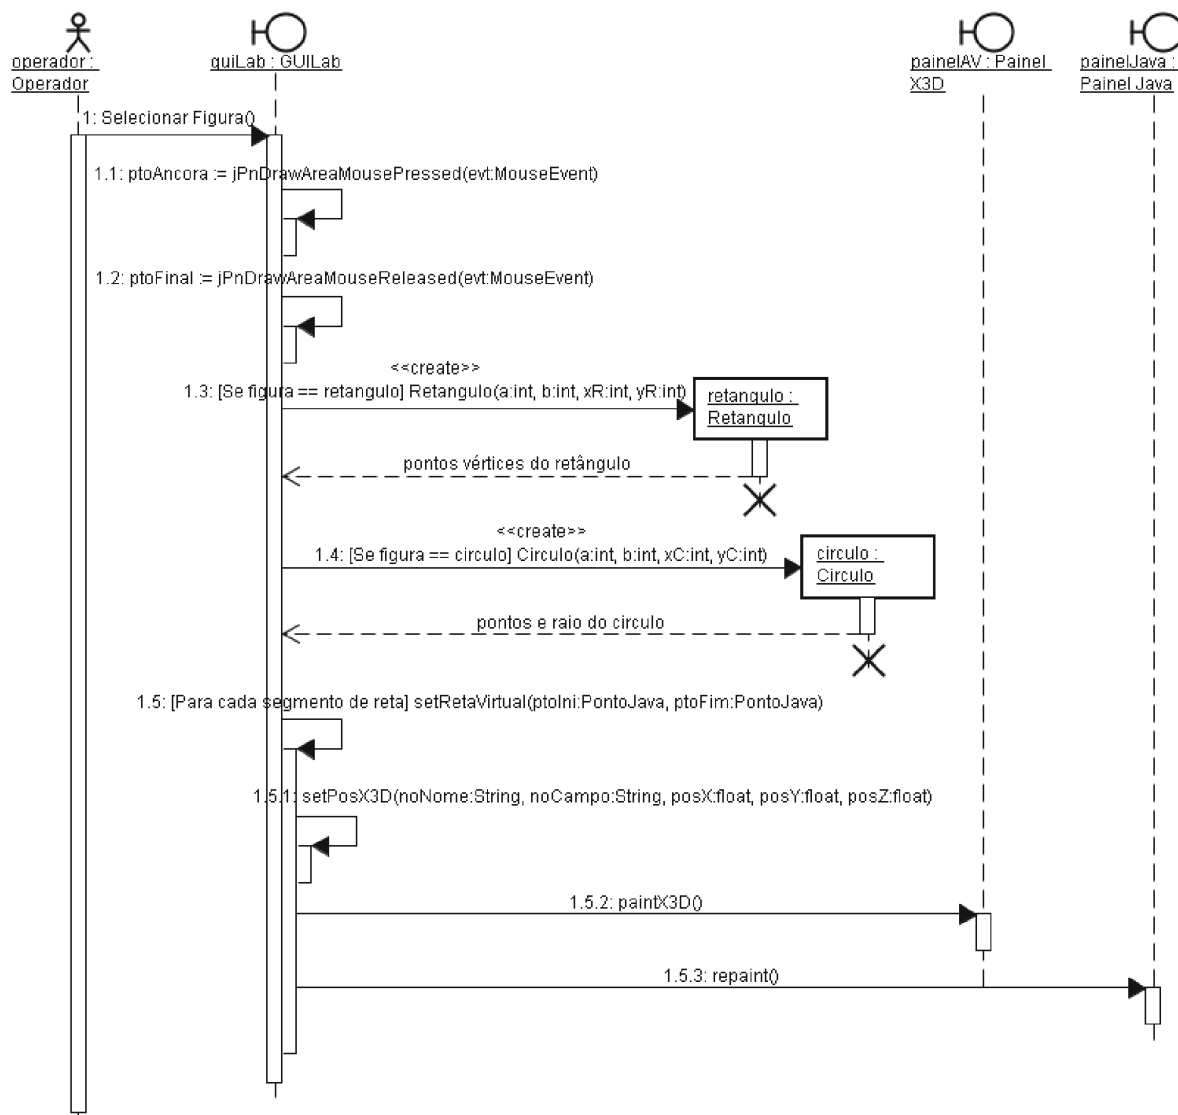 operador :
Operador
guiLab : GUILab
painelAV : Painel
X3D
painelJava :
Painel Java
1: Selecionar Figura()
1.1: ptoAncora := jPnDrawAreaMousePressed(evt:MouseEvent)
1.2: ptoFinal := jPnDrawAreaMouseReleased(evt:MouseEvent)
<<create>>
1.3: [Se figura == retangulo] Retangulo(a:int, b:int, xR:int, yR:int)
retangulo :
Retangulo
pontos vértices do retângulo
<<create>>
1.4: [Se figura == circulo] Circulo(a:int, b:int, xC:int, yC:int)
circulo :
Circulo
pontos e raio do circulo
1.5: [Para cada segmento de reta] setRetaVirtual(ptoIni:PontoJava, ptoFim:PontoJava)
1.5.1: setPosX3D(noNome:String, noCampo:String, posX:float, posY:float, posZ:float)
1.5.2: paintX3D()
1.5.3: repaint()